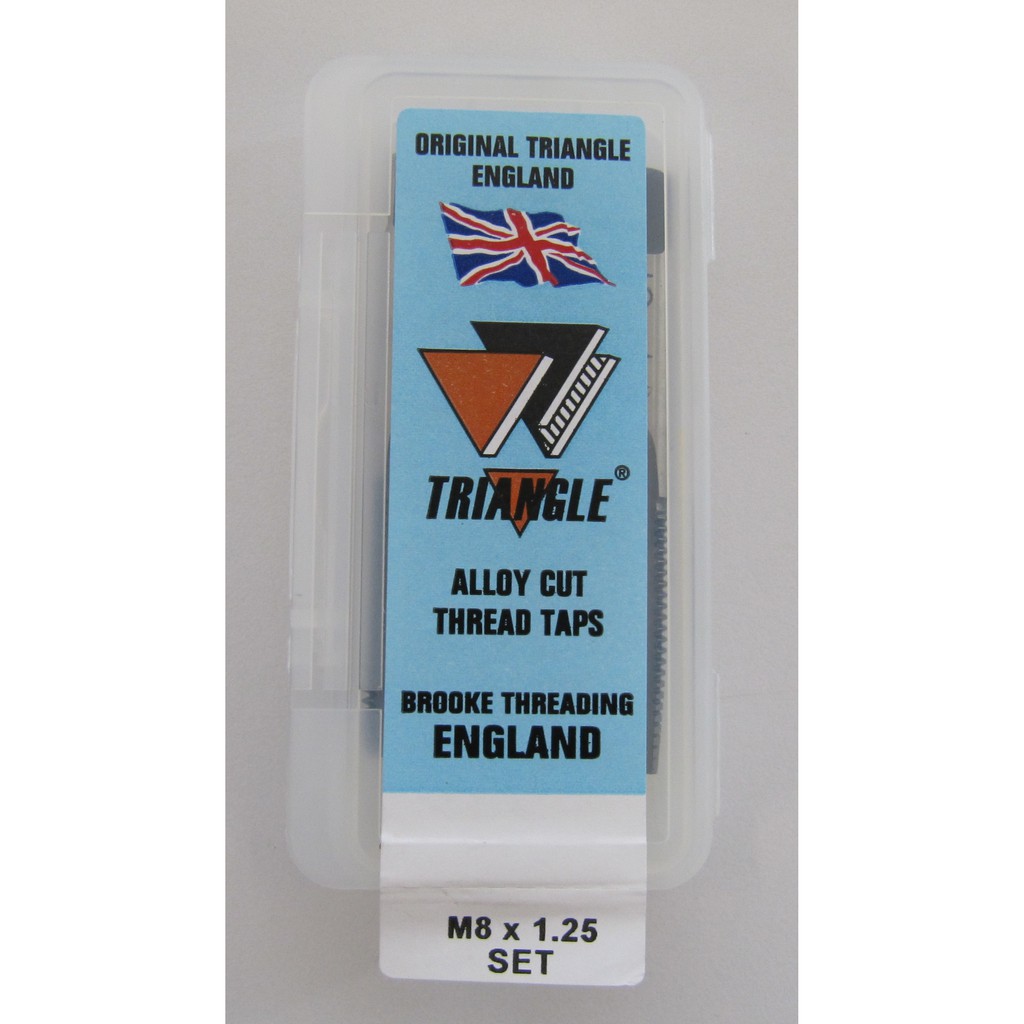 ORIGINAL TRIANGLE
ENGLAND
TRIANGLE®
ALLOY CUT
THREAD TAPS
BROOKE THREADING
ENGLAND
M8 x 1.25
SET